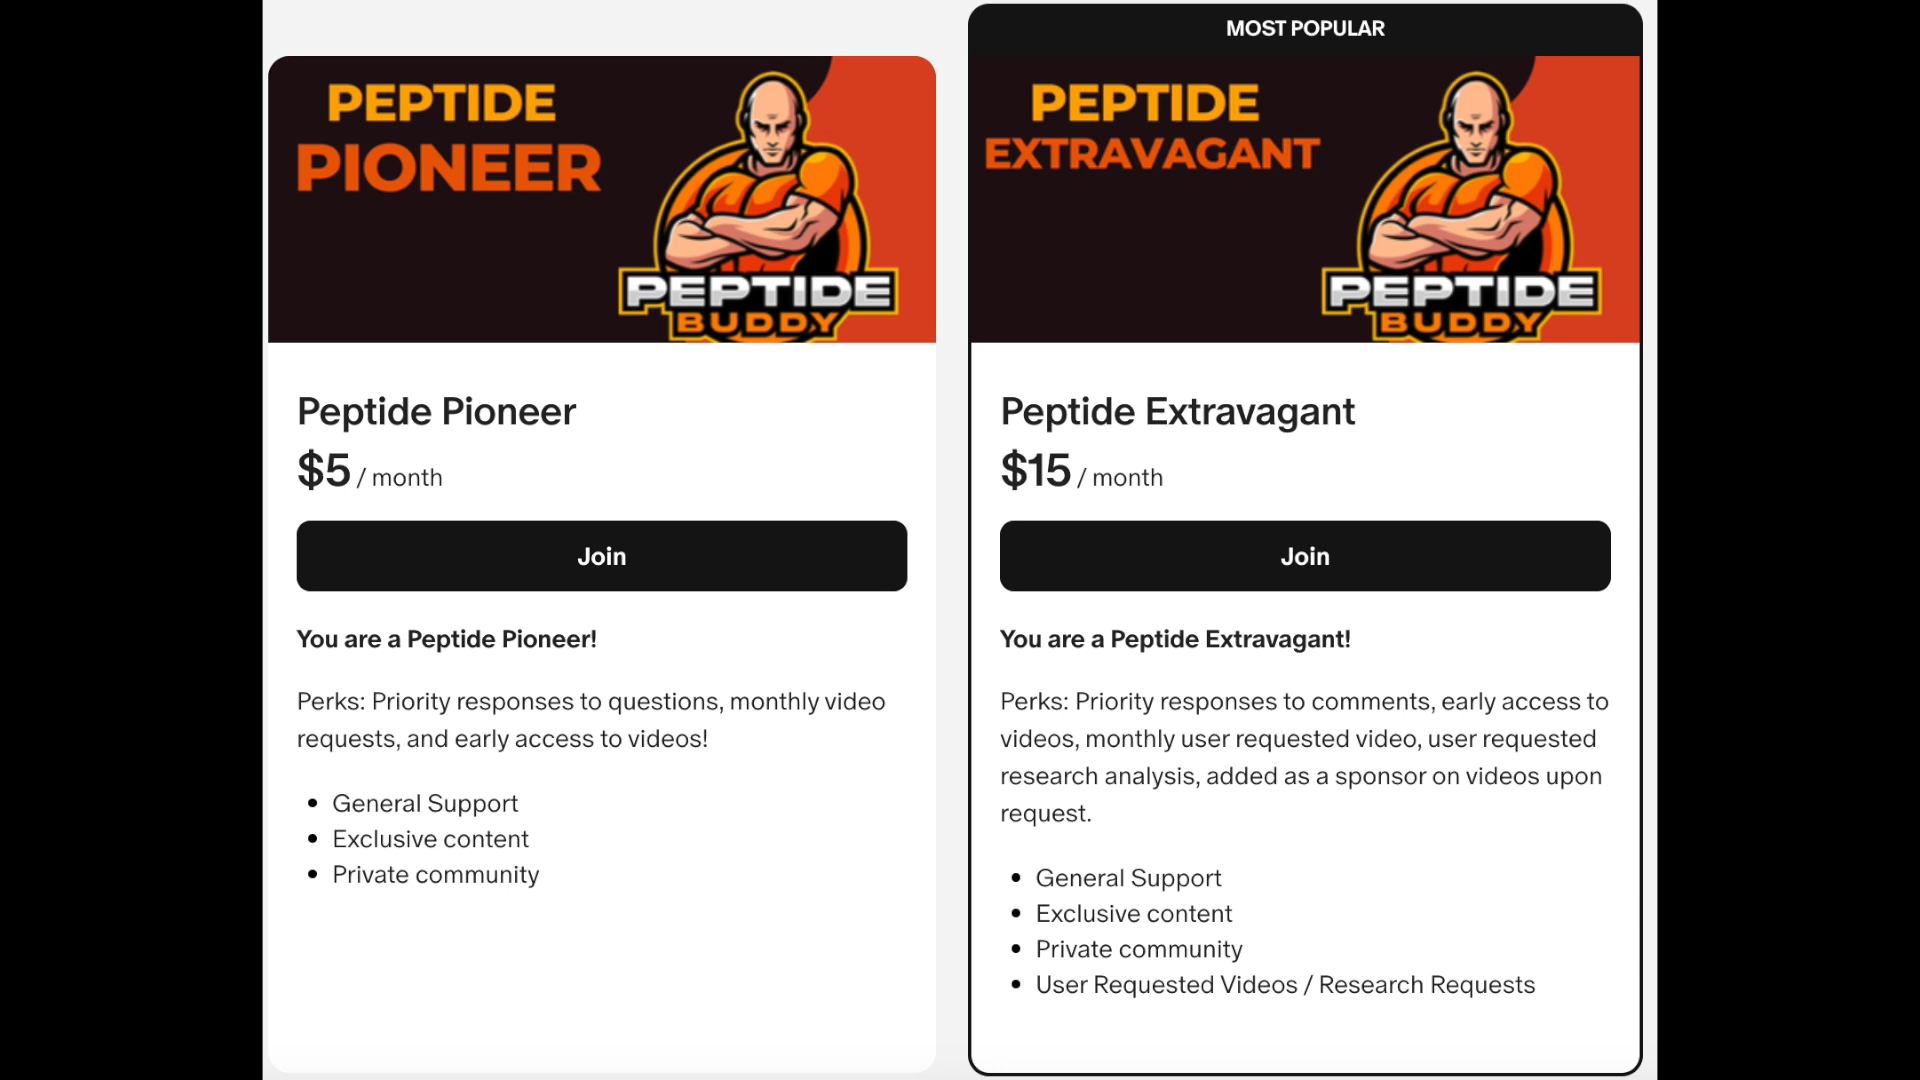 PEPTIDE
PIONEER
PEPTIDE
BUDDY
Peptide Pioneer
$5 / month
Join
You are a Peptide Pioneer!
Perks: Priority responses to questions, monthly video
requests, and early access to videos!
• General Support
• Exclusive content
• Private community
MOST POPULAR
PEPTIDE
EXTRAVAGANT
PEPTIDE
BUDDY
Peptide Extravagant
$15 / month
Join
You are a Peptide Extravagant!
Perks: Priority responses to comments, early access to
videos, monthly user requested video, user requested
research analysis, added as a sponsor on videos upon
request.
• General Support
• Exclusive content
• Private community
• User Requested Videos / Research Requests